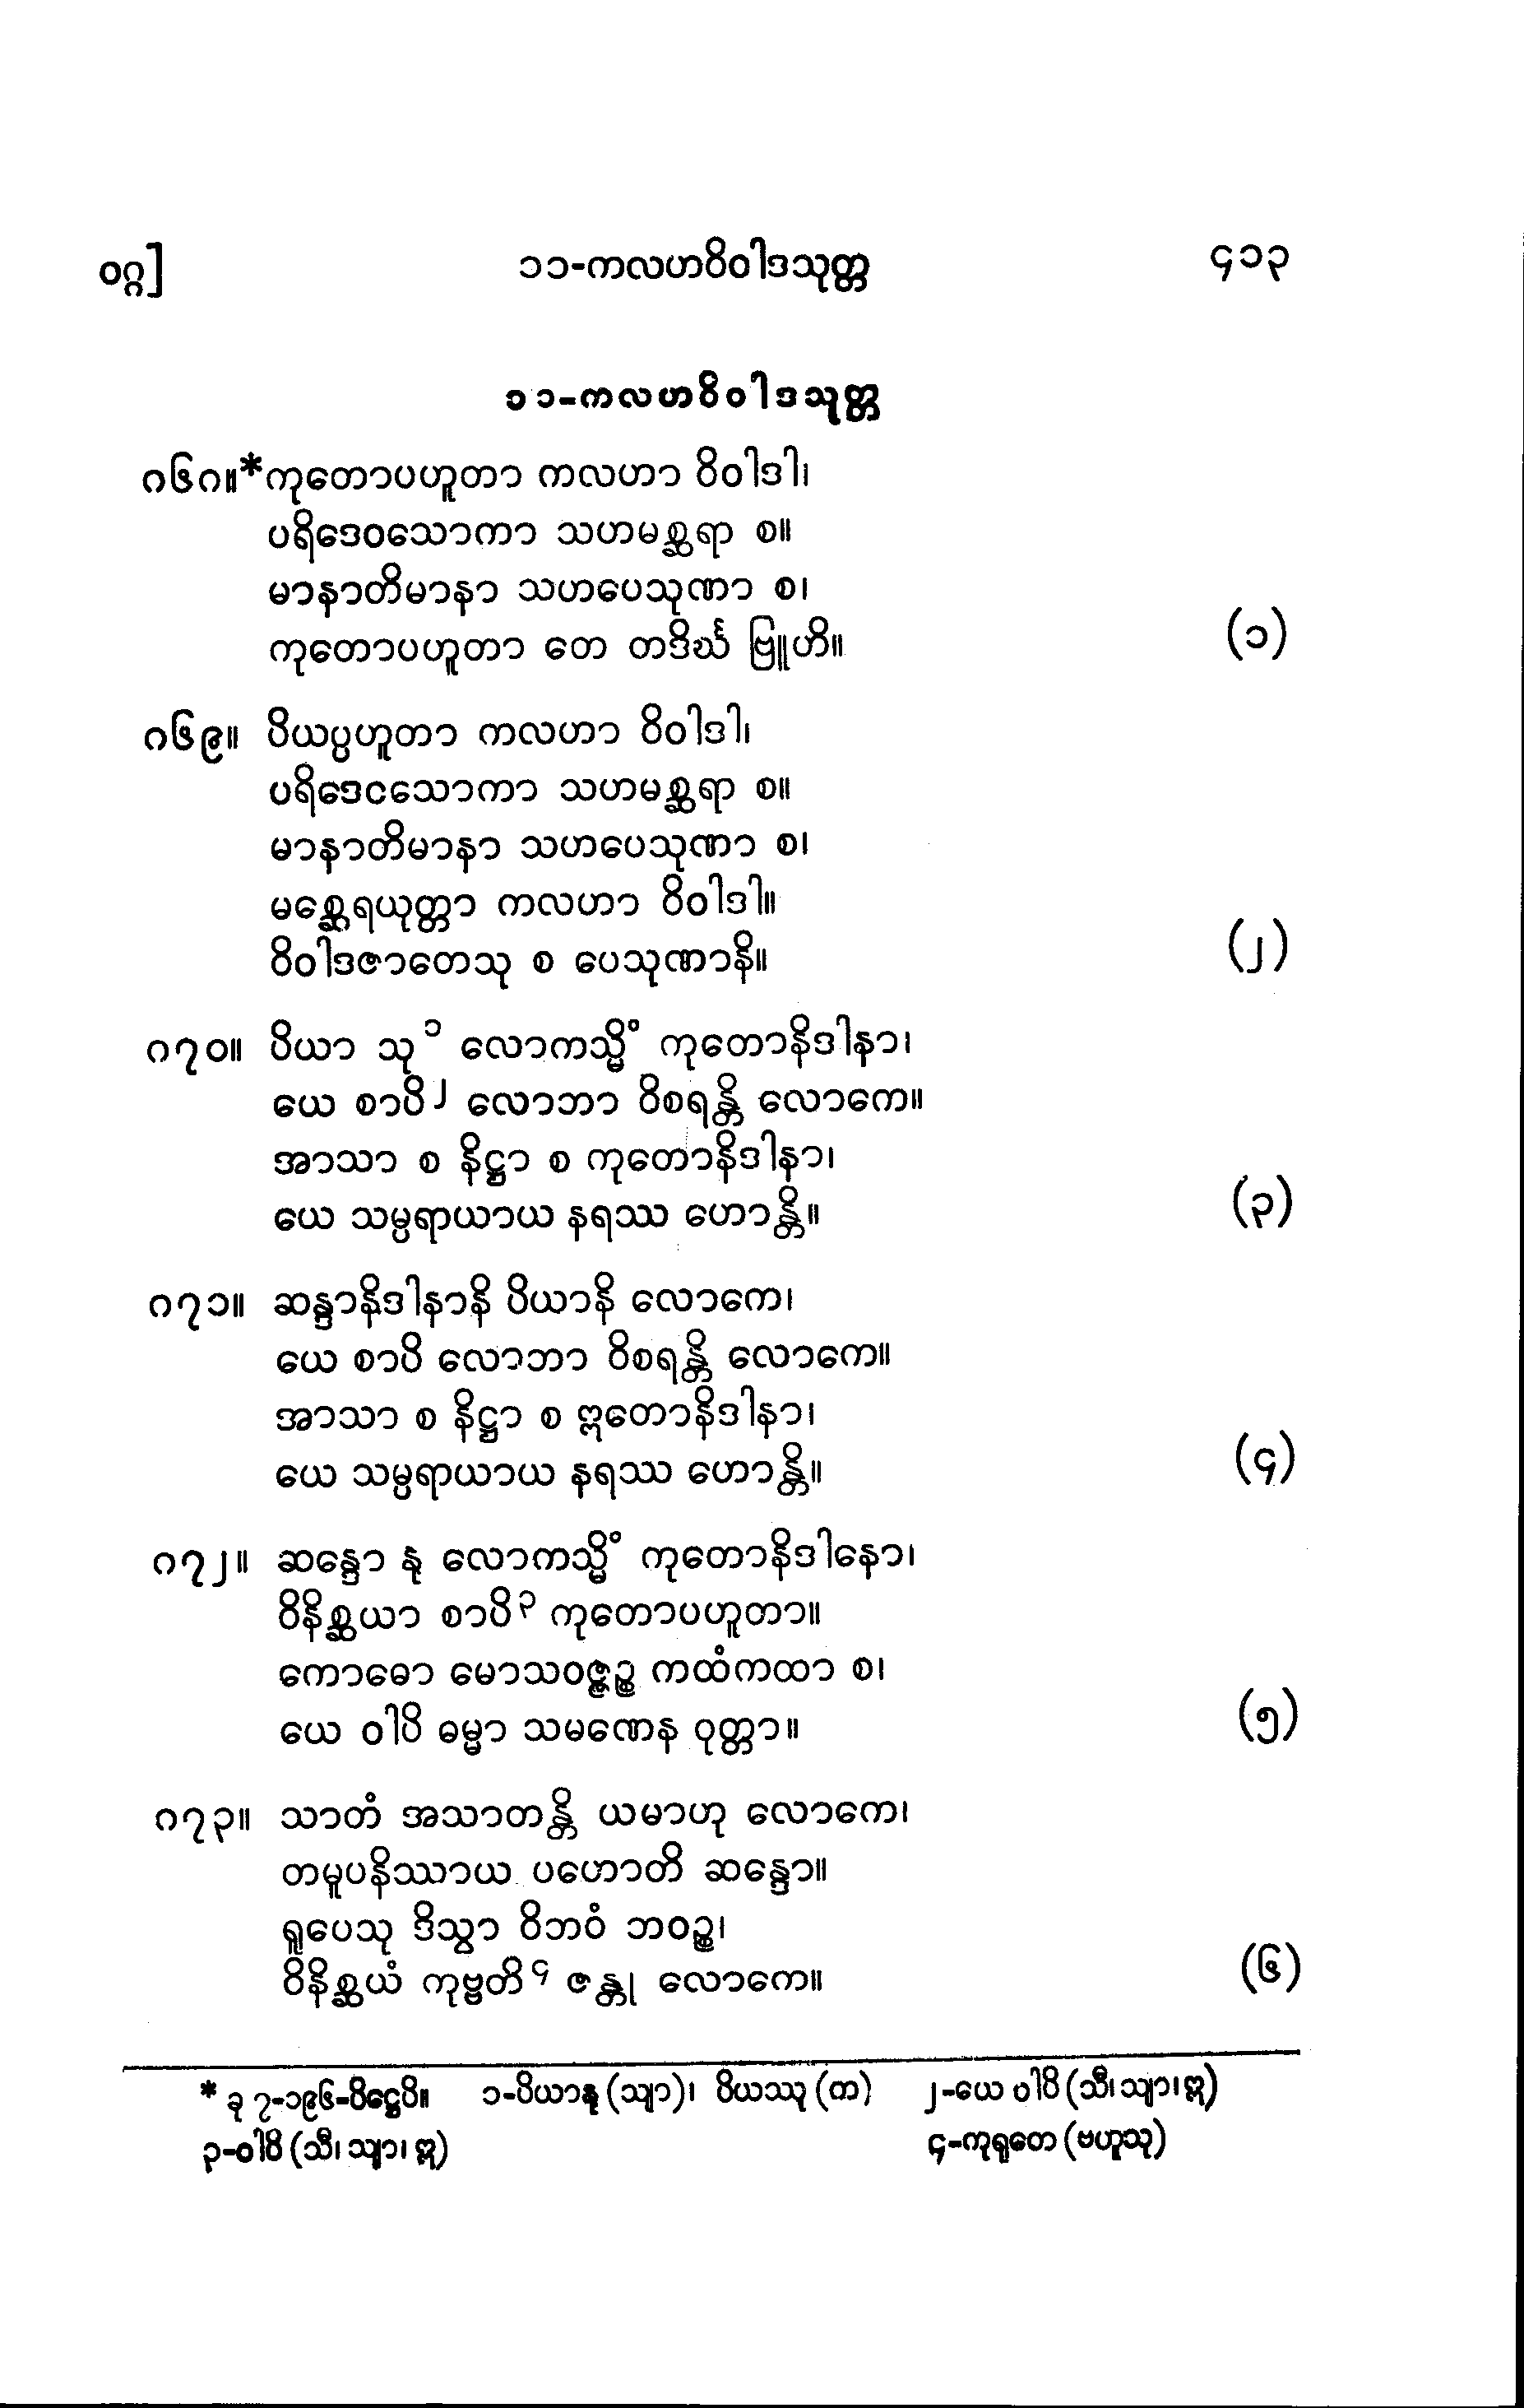 ဝဂ္ဂ]	၁၁-ကလဟဝိဝါဒသုတ္တ	၄၁၃
၁၁-ကလဟဝိဝါဒသုတ္တ
၈၆၈။*ကုတောပဟူတာ ကလဟာ ဝိဝါဒါ၊
ပရိဒေဝသောကာ သဟမစ္ဆရာ စ။
မာနာတိမာနာ သဟပေသုဏာ စ၊
ကုတောပဟူတာ တေ တဒိင်္ဃ ဗြူဟိ။ (၁)
၈၆၉။ ပိယပ္ပဟူတာ ကလဟာ ဝိဝါဒါ၊
ပရိဒေဝသောကာ သဟမစ္ဆရာ စ။
မာနာတိမာနာ သဟပေသုဏာ စ၊
မစ္ဆေရယုတ္တာ ကလဟာ ဝိဝါဒါ။
ဝိဝါဒဇာတေသု စ ပေသုဏာနိ။ (၂)
၈၇၀။ ပိယာ သု၁ လောကသ္မိံ ကုတောနိဒါနာ၊
ယေ စာပိ၂ လောဘာ ဝိစရန္တိ လောကေ။
အာသာ စ နိဋ္ဌာ စ ကုတောနိဒါနာ၊
ယေ သမ္ပရာယာယ နရဿ ဟောန္တိ။ (၃)
၈၇၁။ ဆန္ဒာနိဒါနာနိ ပိယာနိ လောကေ၊
ယေ စာပိ လောဘာ ဝိစရန္တိ လောကေ။
အာသာ စ နိဋ္ဌာ စ ဣတောနိဒါနာ၊
ယေ သမ္ပရာယာယ နရဿ ဟောန္တိ။ (၄)
၈၇၂။ ဆန္ဒော နု လောကသ္မိံ ကုတောနိဒါနော၊
ဝိနိစ္ဆယာ စာပိ၃ ကုတောပဟူတာ။
ကောဓော မောသဝဇ္ဇဉ္စ ကထံကထာ စ၊
ယေ ဝါပိ ဓမ္မာ သမဏေန ဝုတ္တာ။ (၅)
၈၇၃။ သာတံ အသာတန္တိ ယမာဟု လောကေ၊
တမူပနိဿာယ ပဟောတိ ဆန္ဒော။
ရူပေသု ဒိသွာ ဝိဘဝံ ဘဝဉ္စ၊
ဝိနိစ္ဆယံ ကုဗ္ဗတိ၄ ဇန္တု လောကေ။ (၆)
* ခု ၇-၁၉၆-ပိဋ္ဌေပိ။ ၁-ပိယာနု (သျာ)၊ ပိယဿု (က) ၂-ယေ ဝါပိ (သီ၊ သျာ၊ ဣ)
၃-ဝါပိ (သီ၊ သျာ၊ ဣ) ၄-ကုရုတေ (ဗဟူသု)